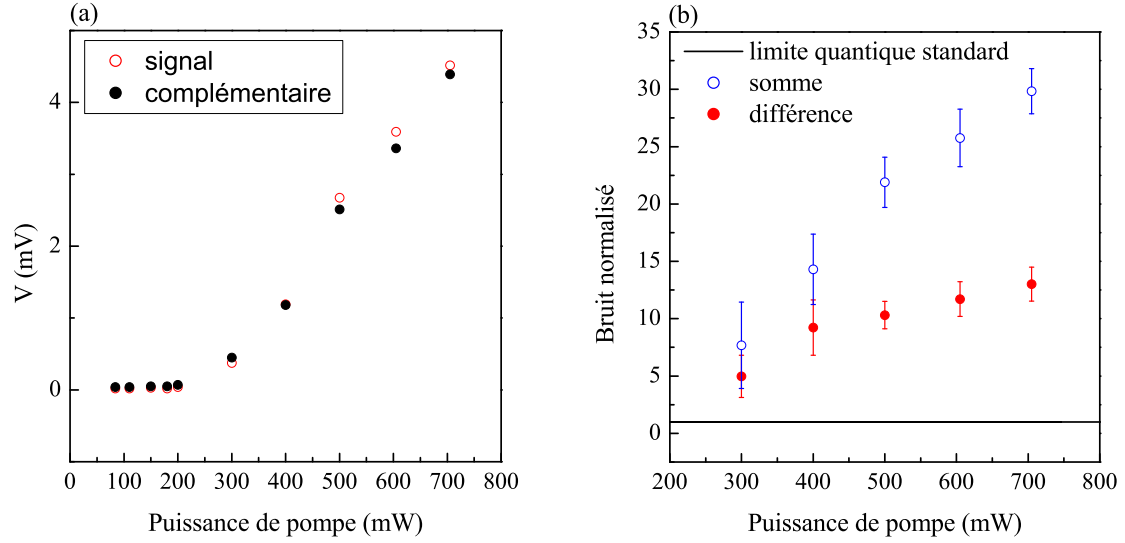 (a)
signal
complémentaire
4
2
0
V (mV)
0 100 200 300 400 500 600 700 800
Puissance de pompe (mW)
(b)
limite quantique standard
somme
différence
35
30
25
20
15
10
5
0
Bruit normalisé
200 300 400 500 600 700 800
Puissance de pompe (mW)